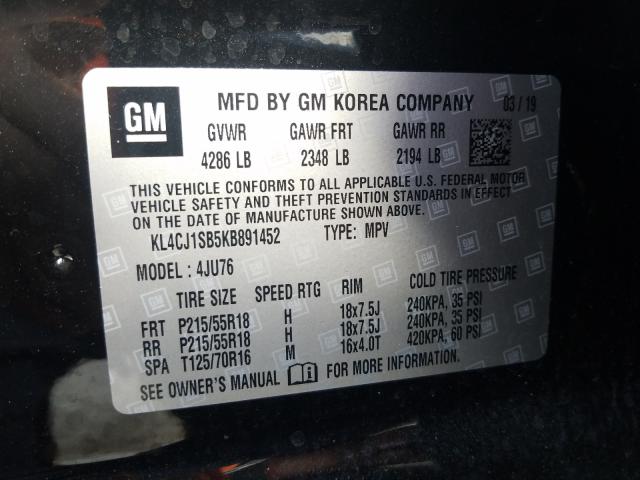 GM
MFD BY GM KOREA COMPANY 03/19
GVWR GAWR FRT GAWR RR
4286 LB 2348 LB 2194 LB
THIS VEHICLE CONFORMS TO ALL APPLICABLE U.S. FEDERAL MOTOR
VEHICLE SAFETY, BUMPER, AND THEFT PREVENTION STANDARDS IN EFFECT
ON THE DATE OF MANUFACTURE SHOWN ABOVE.
KL4CJ1SB5KB891452 TYPE: MPV
MODEL : 4JU76
TIRE SIZE SPEED RTG RIM COLD TIRE PRESSURE
FRT P215/55R18 H 18x7.5J 240KPA, 35 PSI
RR P215/55R18 H 18x7.5J 240KPA, 35 PSI
SPA T125/70R16 M 16x4.0T 420KPA, 60 PSI
SEE OWNER'S MANUAL FOR MORE INFORMATION.